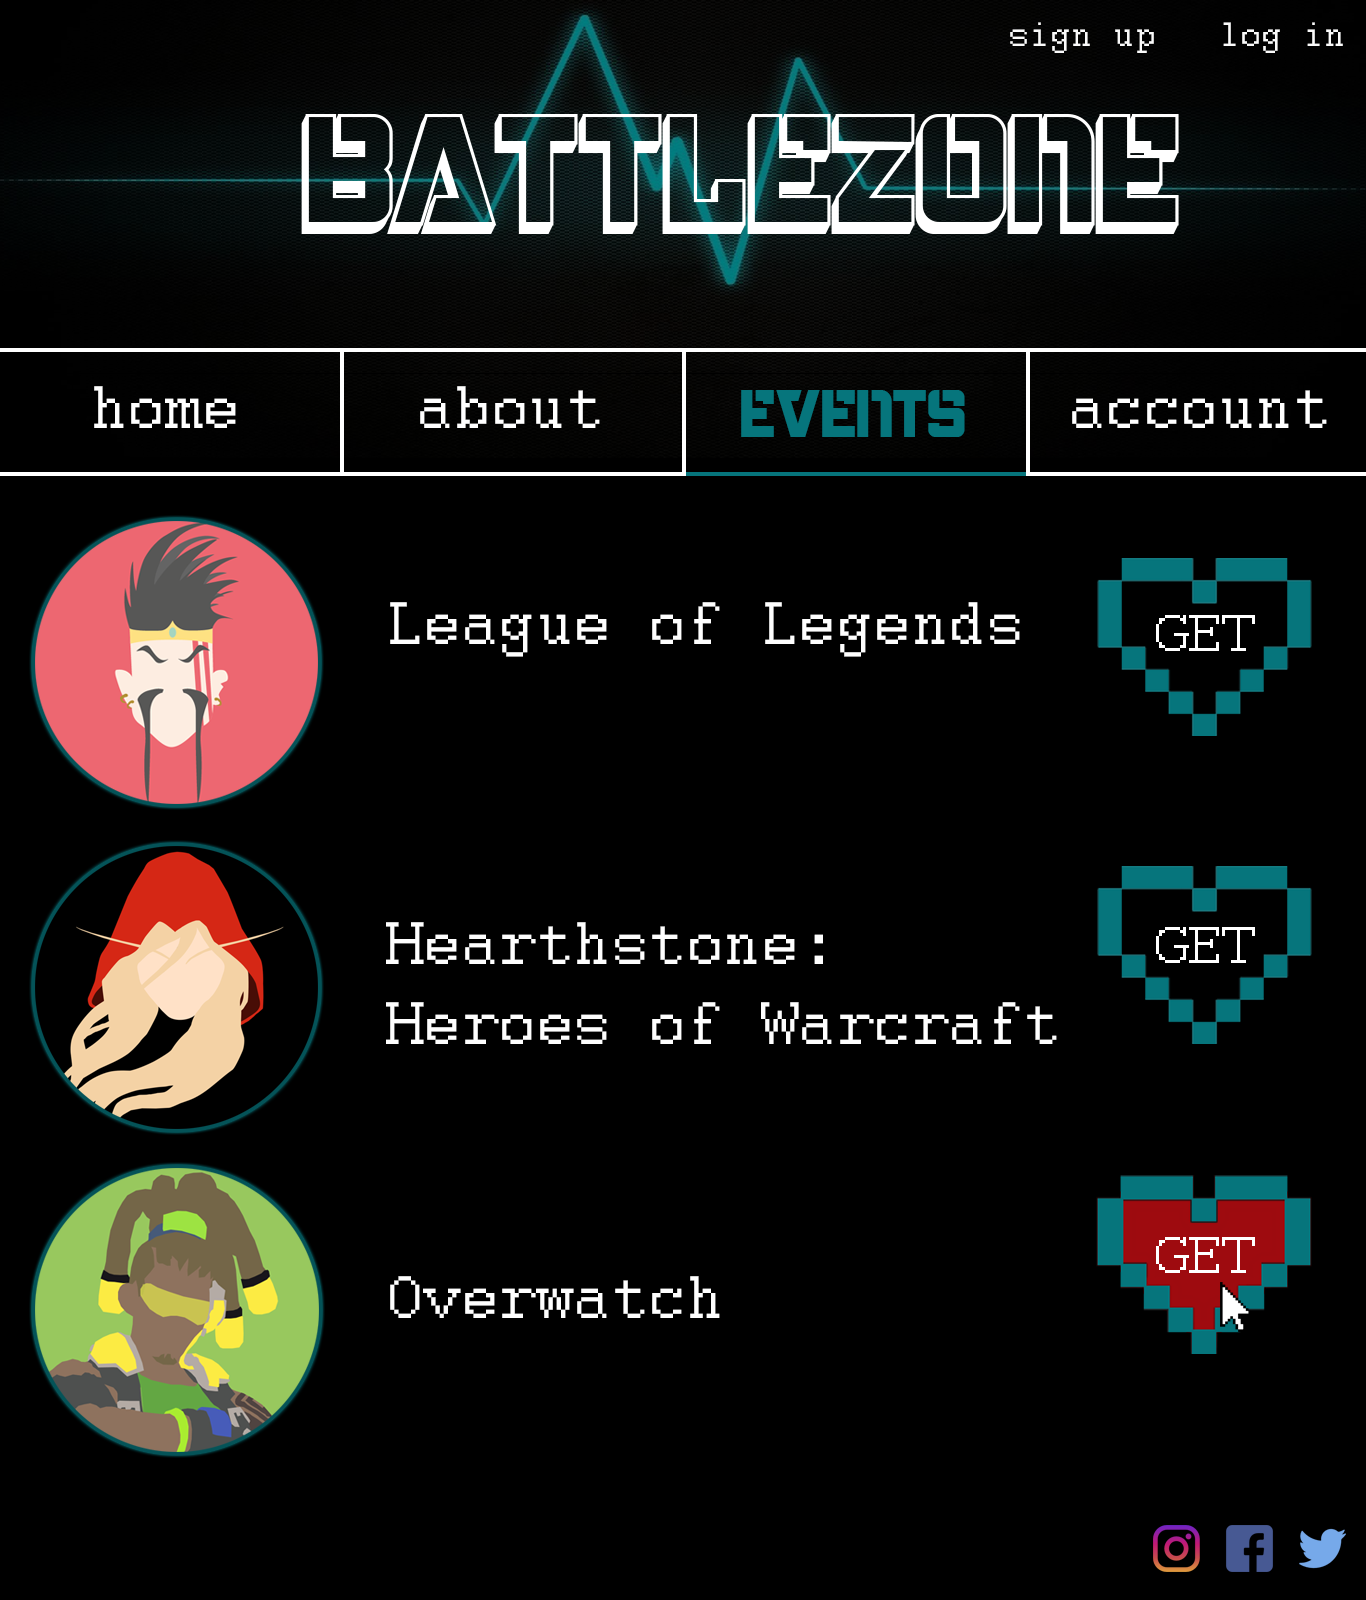 sign up log in
BATTLEZONE
home about EVENTS account
League of Legends
GET
Hearthstone:
Heroes of Warcraft
GET
Overwatch
GET